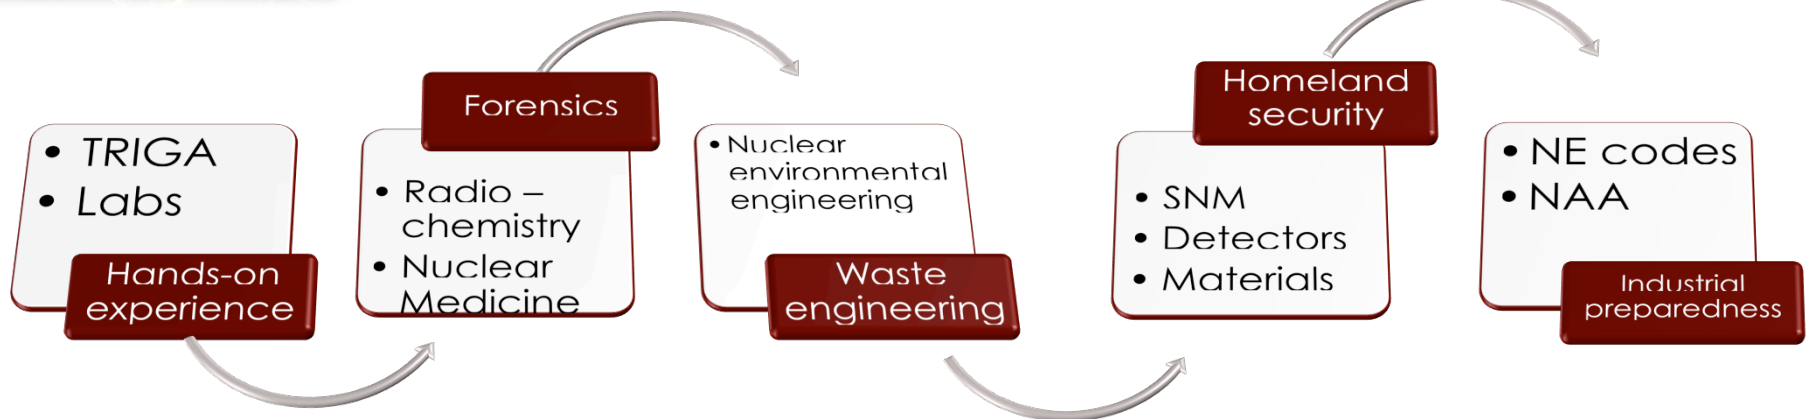 • TRIGA
• Labs
Hands-on
experience
Forensics
• Radio –
chemistry
• Nuclear
Medicine
• Nuclear
environmental
engineering
Waste
engineering
Homeland
security
• SNM
• Detectors
• Materials
• NE codes
• NAA
Industrial
preparedness